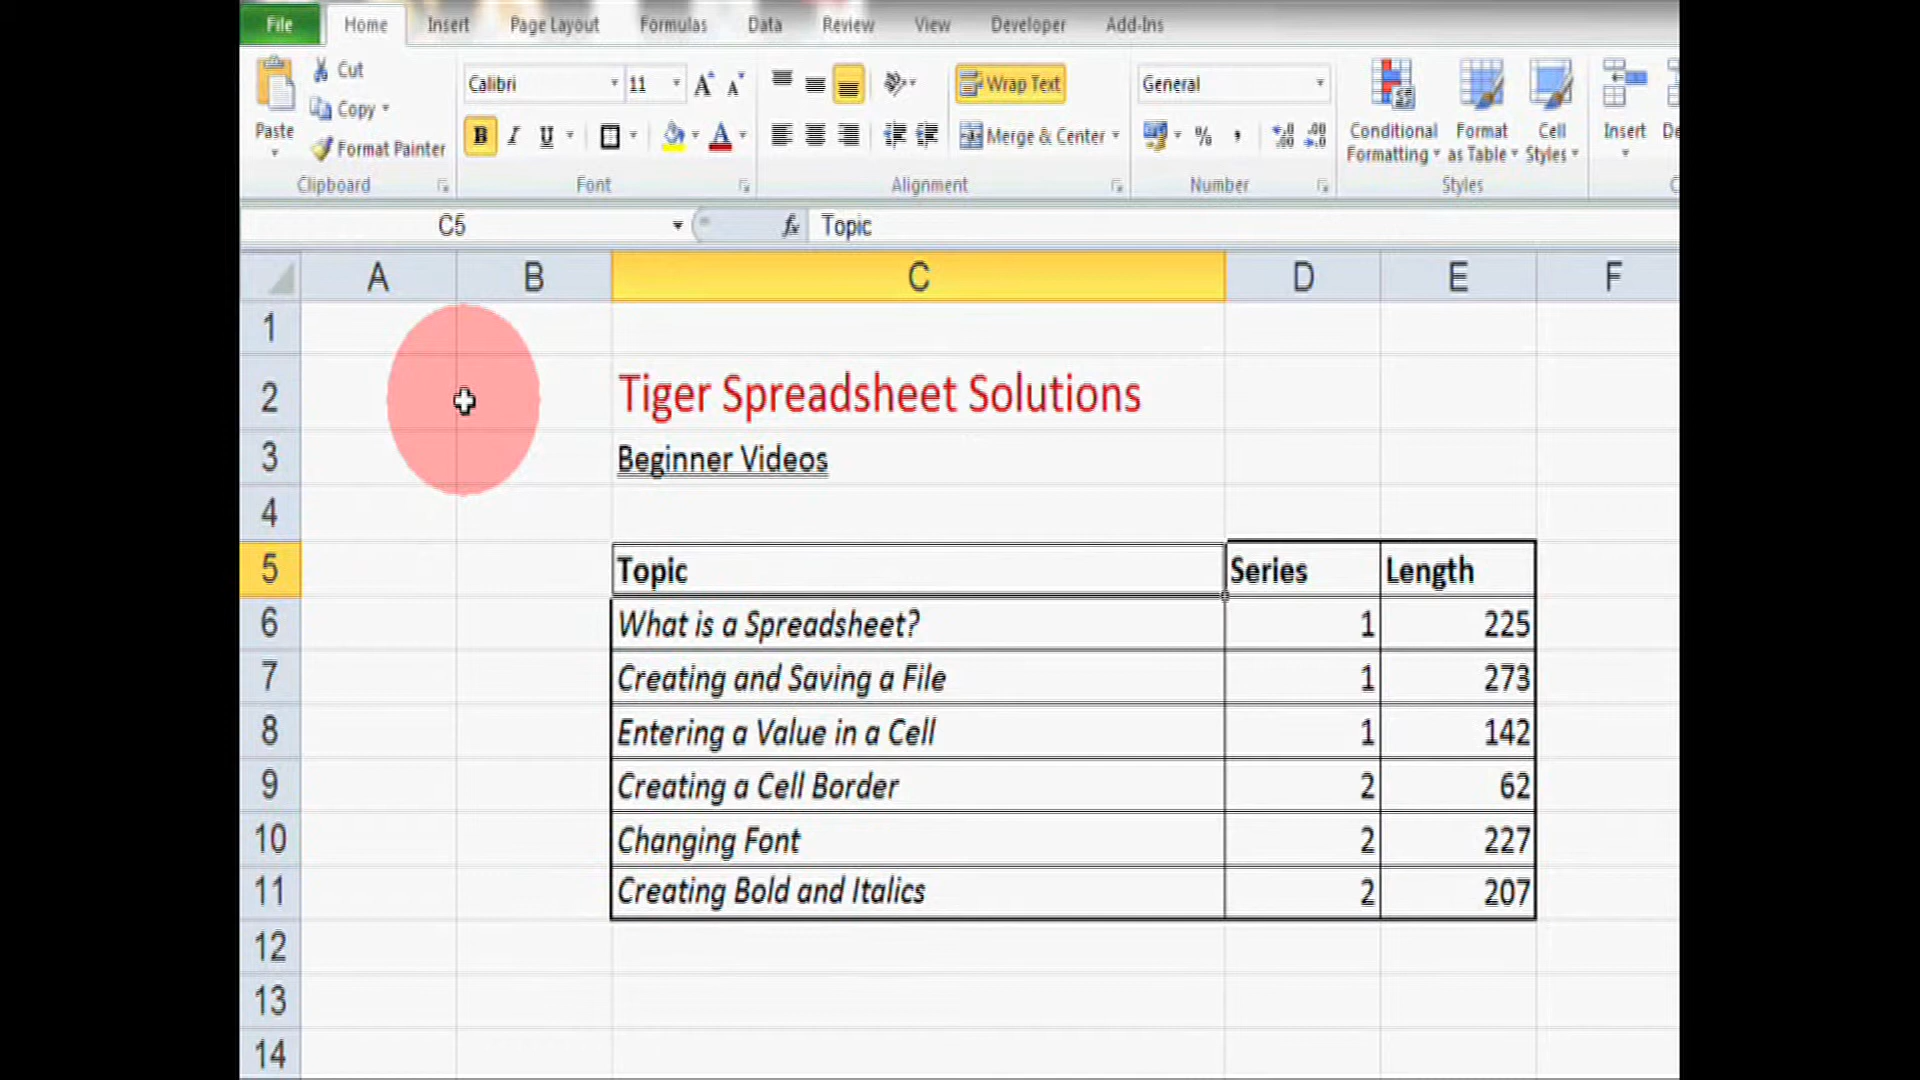 File Home Insert Page Layout Formulas Data Review View Developer Add-Ins
Cut
Copy
Format Painter
Paste
Calibri 11
Wrap Text
General
Merge & Center
Conditional Formatting
Format as Table
Cell Styles
Insert
Clipboard Font Alignment Number Styles
C5 fx Topic
A B C D E F
1
2 Tiger Spreadsheet Solutions
3 Beginner Videos
4
5 Topic Series Length
6 What is a Spreadsheet? 1 225
7 Creating and Saving a File 1 273
8 Entering a Value in a Cell 1 142
9 Creating a Cell Border 2 62
10 Changing Font 2 227
11 Creating Bold and Italics 2 207
12
13
14